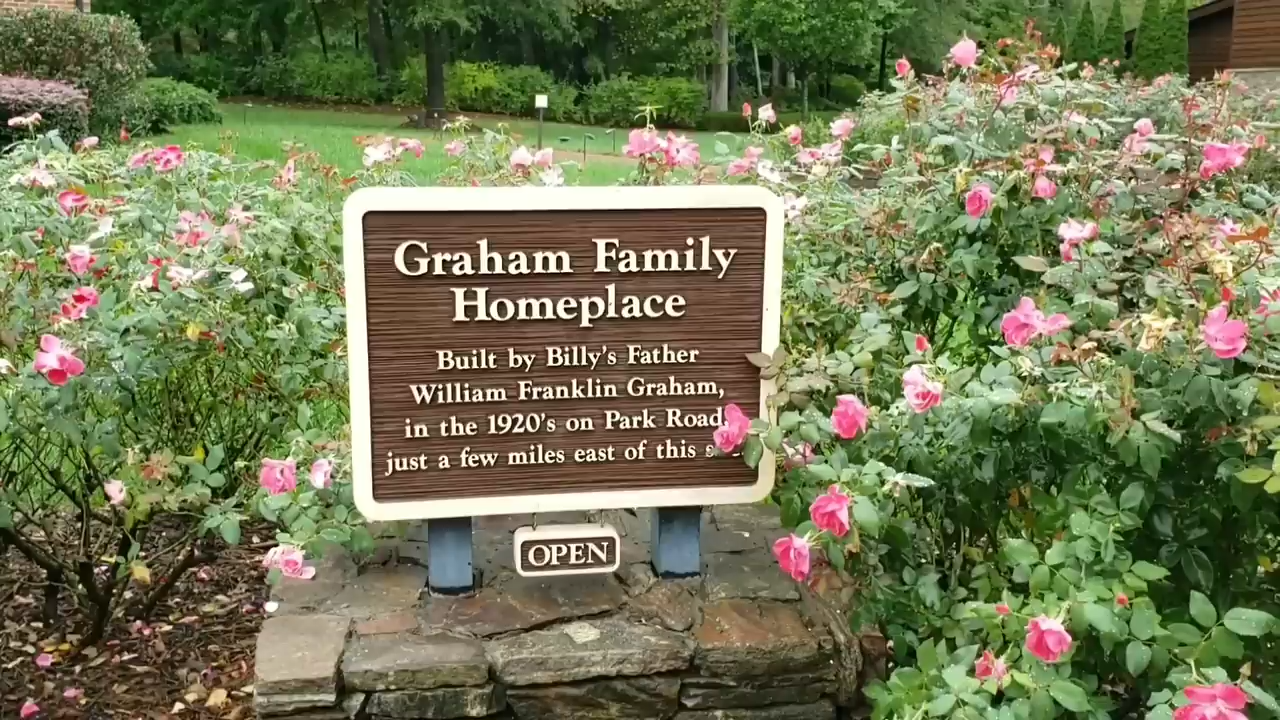 Graham Family
Homeplace
Built by Billy's Father
William Franklin Graham,
in the 1920's on Park Road,
just a few miles east of this
OPEN